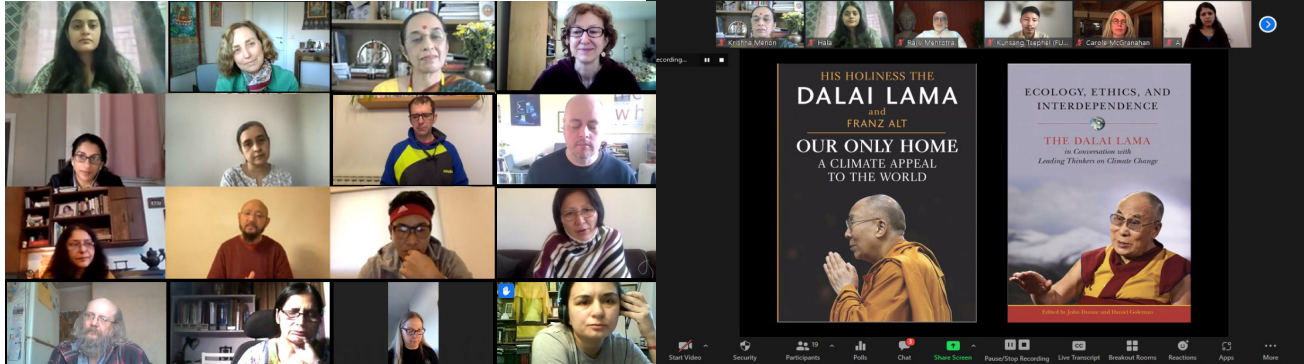 Krishna Menon
Hala
Rajiv Mehrotra
Kunsang Tsephel (FU...
Carole McGranahan
A
ecording...
HIS HOLINESS THE
DALAI LAMA
and
FRANZ ALT
OUR ONLY HOME
A CLIMATE APPEAL
TO THE WORLD
ECOLOGY, ETHICS, AND
INTERDEPENDENCE
THE DALAI LAMA
in Conversation with
Leading Thinkers on Climate Change
Edited by John Dunne and Daniel Goleman
Start Video
Security
Participants
19
Polls
Chat
3
Share Screen
Pause/Stop Recording
Live Transcript
CC
Breakout Rooms
Reactions
Apps
More